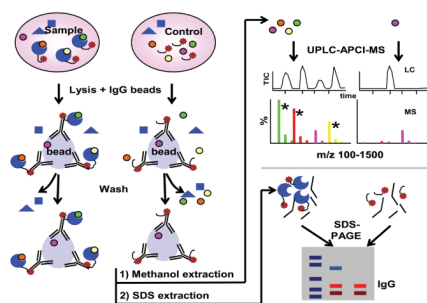 Sample
Control
Lysis + IgG beads
bead
bead
Wash
1) Methanol extraction
2) SDS extraction
UPLC-APCI-MS
TIC
LC
time
%
*
*
*
MS
m/z 100-1500
SDS-
PAGE
IgG